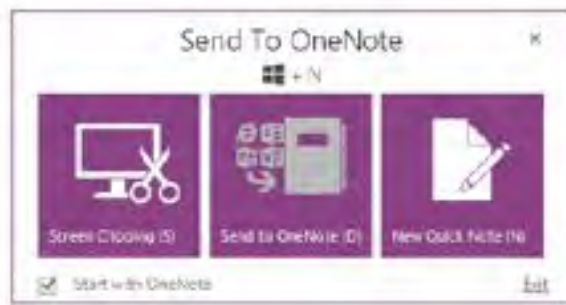 Send To OneNote
+ N
Screen Clipping (S)
Send to OneNote (D)
New Quick Note (N)
Start with OneNote
Exit